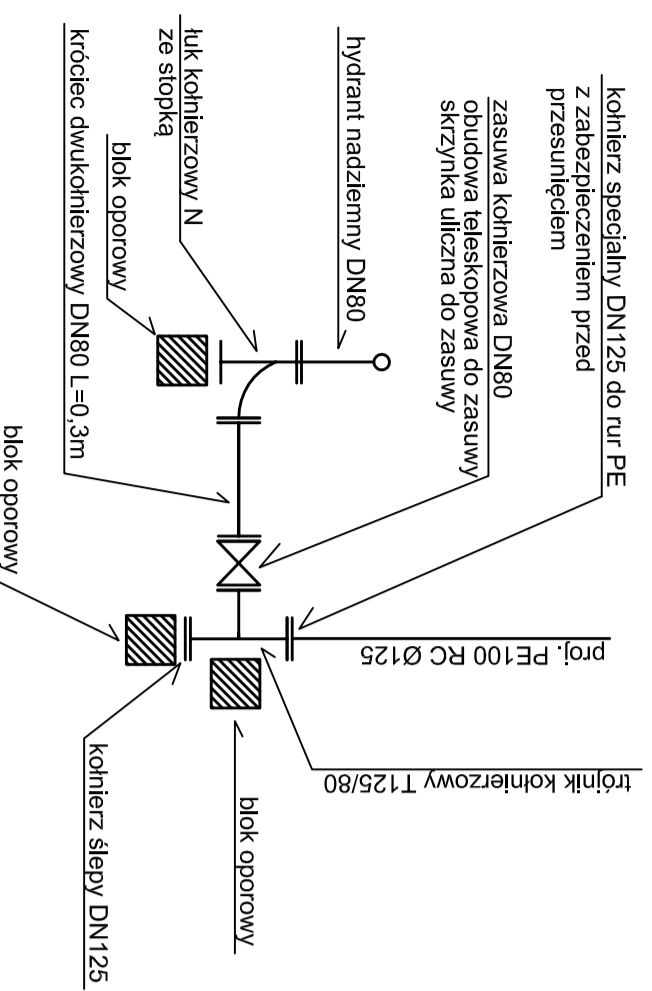 kołnierz specjalny DN125 do rur PE
z zabezpieczeniem przed
przesunięciem
zasuwa kołnierzowa DN80
obudowa teleskopowa do zasuwy
skrzynka uliczna do zasuwy
hydrant nadziemny DN80
łuk kołnierzowy N
ze stopką
blok oporowy
króciec dwukołnierzowy DN80 L=0,3m
blok oporowy
proj. PE100 RC Ø125
trójnik kołnierzowy T125/80
blok oporowy
kołnierz ślepy DN125